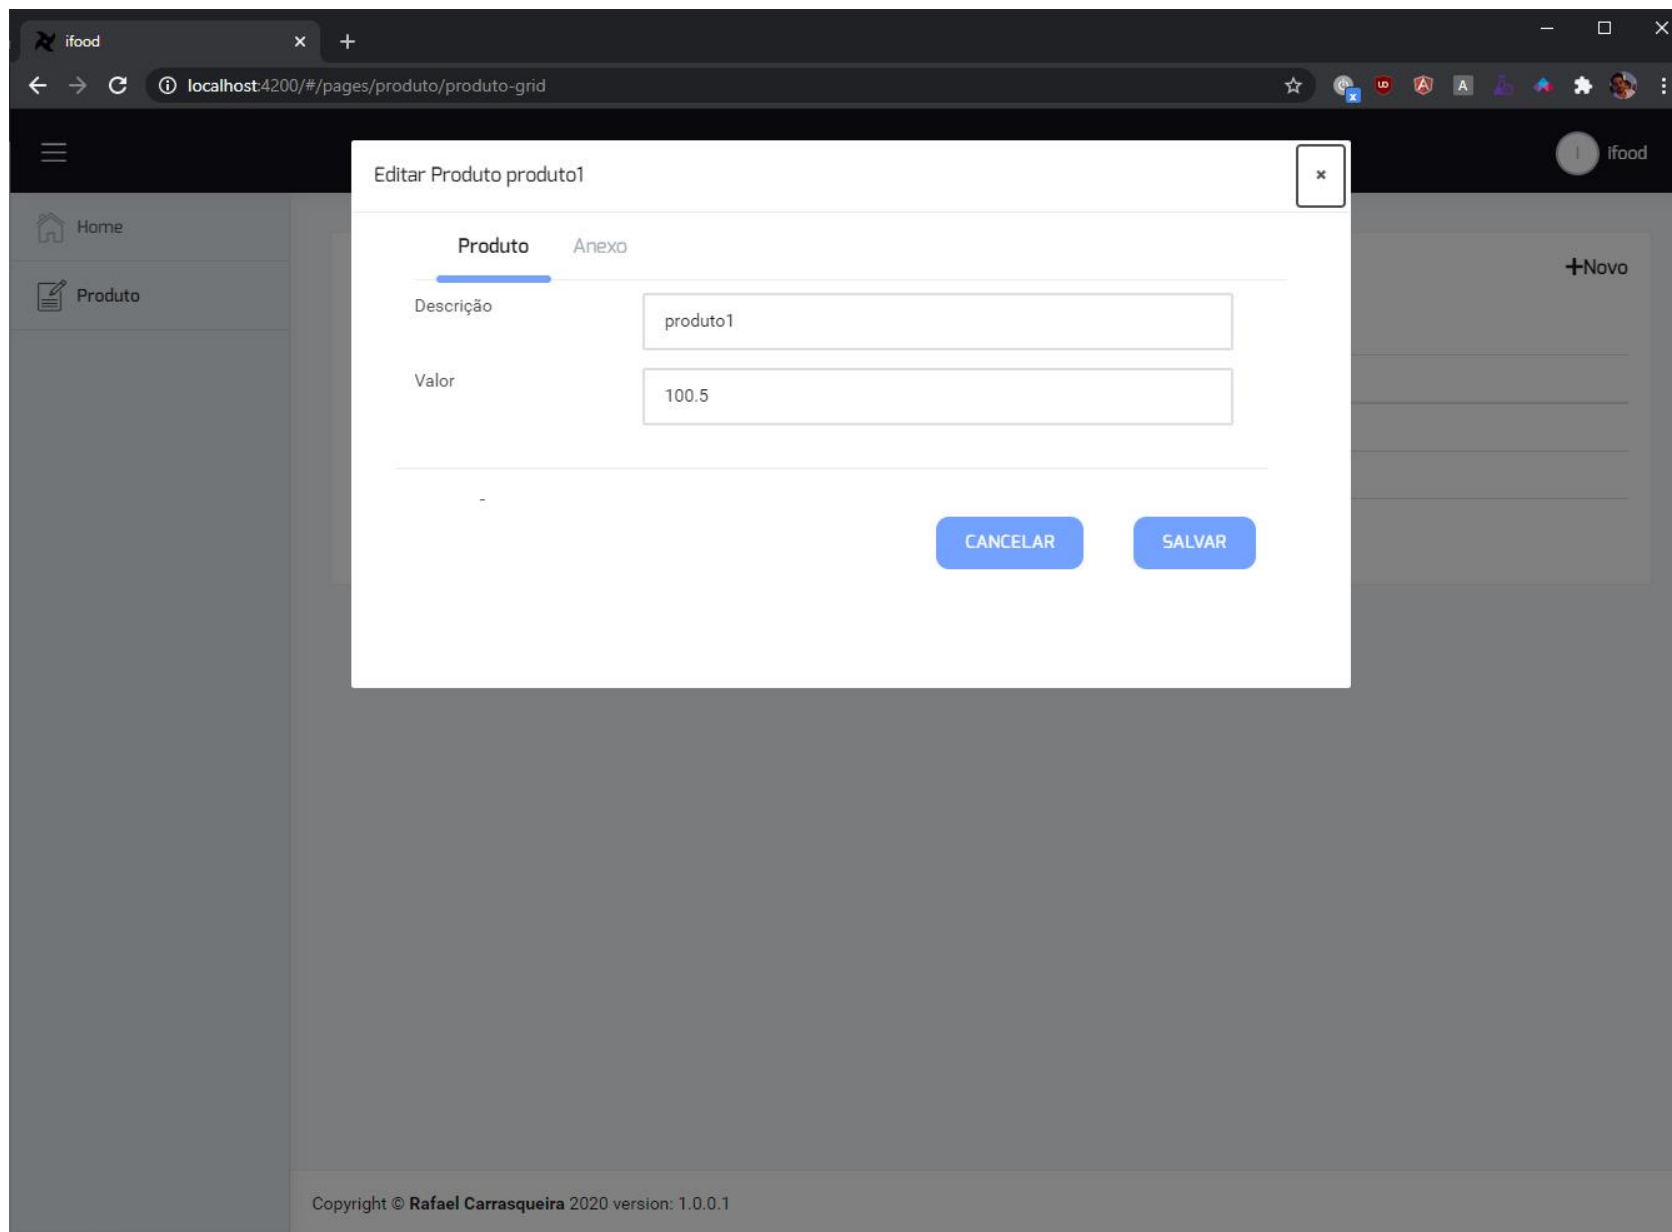 ifood
localhost:4200/#/pages/produto/produto-grid
I ifood
Editar Produto produto1
Home
Produto
Produto Anexo
+Novo
Descrição
produto1
Valor
100.5
-
CANCELAR SALVAR
Copyright © Rafael Carrasqueira 2020 version: 1.0.0.1